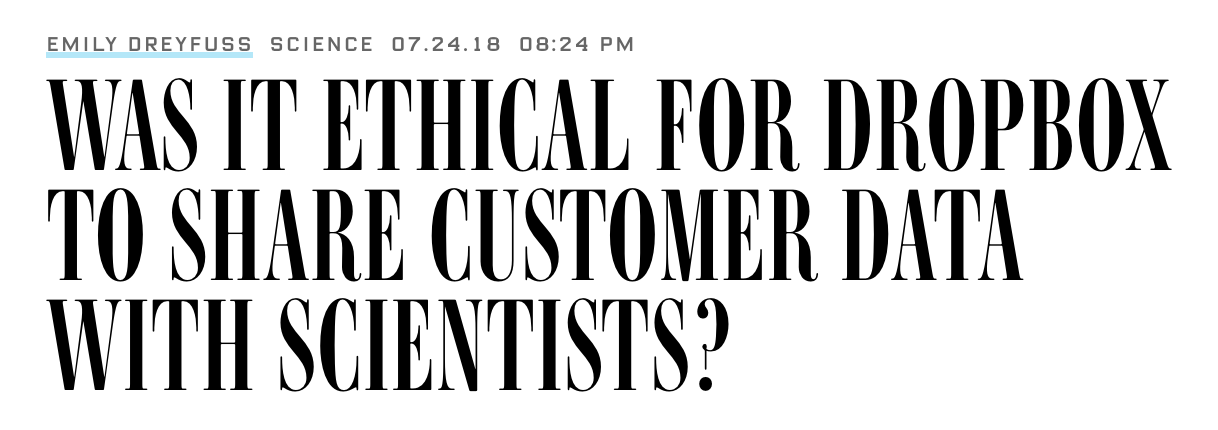 EMILY DREYFUSS SCIENCE 07.24.18 08:24 PM
WAS IT ETHICAL FOR DROPBOX
TO SHARE CUSTOMER DATA
WITH SCIENTISTS?